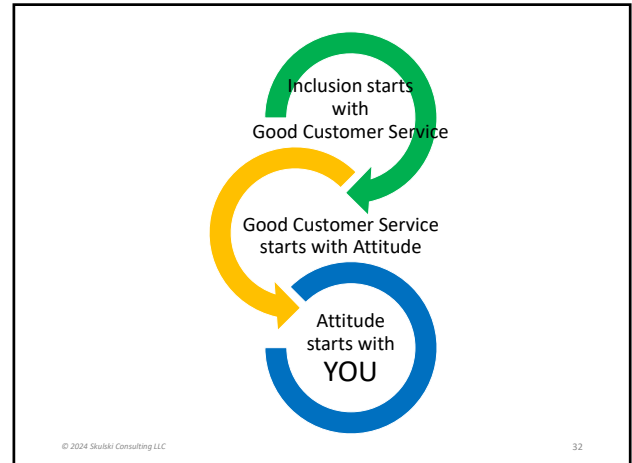 Inclusion starts
with
Good Customer Service
Good Customer Service
starts with Attitude
Attitude
starts with
YOU
© 2024 Skulski Consulting LLC
32